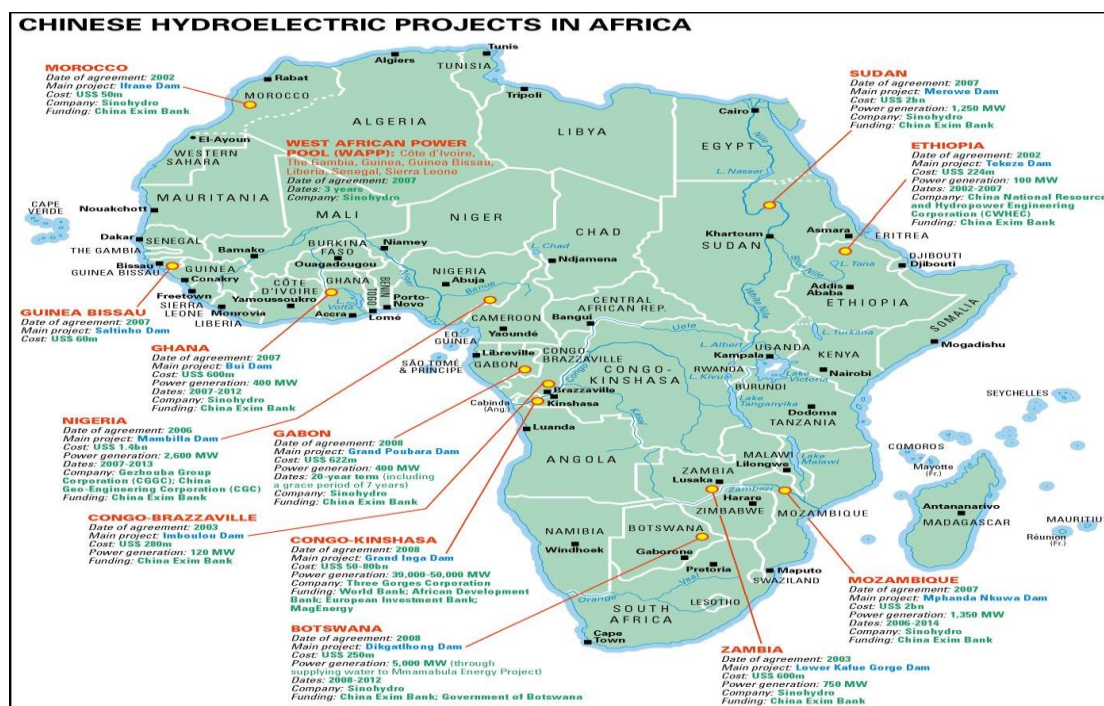 CHINESE HYDROELECTRIC PROJECTS IN AFRICA
MOROCCO
Date of agreement: 2002
Main project: Ifrane Dam
Cost: US$ 50m
Company: Sinohydro
Funding: China Exim Bank
WEST AFRICAN POWER
POOL (WAPP): Côte d'Ivoire,
The Gambia, Guinea, Guinea Bissau,
Liberia, Senegal, Sierra Leone
Date of agreement: 2007
Dates: 3 years
Company: Sinohydro
SUDAN
Date of agreement: 2007
Main project: Merowe Dam
Cost: US$ 2bn
Power generation: 1,250 MW
Company: Sinohydro
Funding: China Exim Bank
ETHIOPIA
Date of agreement: 2002
Main project: Tekeze Dam
Cost: US$ 224m
Power generation: 100 MW
Dates: 2002-2007
Company: China National Resource
and Hydropower Engineering
Corporation (CWHEC)
Funding: China Exim Bank
GUINEA BISSAU
Date of agreement: 2007
Main project: Saltinho Dam
Cost: US$ 60m
GHANA
Date of agreement: 2007
Main project: Bui Dam
Cost: US$ 600m
Power generation: 400 MW
Dates: 2007-2012
Company: Sinohydro
Funding: China Exim Bank
NIGERIA
Date of agreement: 2006
Main project: Mambilla Dam
Cost: US$ 1.4bn
Power generation: 2,600 MW
Dates: 2007-2013
Company: Gezhouba Group
Corporation (CGGC); China
Geo-Engineering Corporation (CGC)
Funding: China Exim Bank
GABON
Date of agreement: 2008
Main project: Grand Poubara Dam
Cost: US$ 622m
Power generation: 400 MW
Dates: 20-year term (including
a grace period of 7 years)
Company: Sinohydro
Funding: China Exim Bank
CONGO-BRAZZAVILLE
Date of agreement: 2003
Main project: Imboulou Dam
Cost: US$ 280m
Power generation: 120 MW
Funding: China Exim Bank
CONGO-KINSHASA
Date of agreement: 2008
Main project: Grand Inga Dam
Cost: US$ 50-80bn
Power generation: 39,000-50,000 MW
Company: Three Gorges Corporation
Funding: World Bank; African Development
Bank; European Investment Bank;
MagEnergy
BOTSWANA
Date of agreement: 2008
Main project: Dikgatlhong Dam
Cost: US$ 250m
Power generation: 5,000 MW (through
supplying water to Mmamabula Energy Project)
Dates: 2008-2012
Company: Sinohydro
Funding: China Exim Bank; Government of Botswana
MOZAMBIQUE
Date of agreement: 2007
Main project: Mphanda Nkuwa Dam
Cost: US$ 2bn
Power generation: 1,350 MW
Dates: 2006-2014
Company: Sinohydro
Funding: China Exim Bank
ZAMBIA
Date of agreement: 2003
Main project: Lower Kafue Gorge Dam
Cost: US$ 600m
Power generation: 750 MW
Company: Sinohydro
Funding: China Exim Bank
Tunis
Algiers
TUNISIA
Rabat
MOROCCO
Tripoli
Cairo
ALGERIA
LIBYA
EGYPT
Nile
L. Nasser
El-Ayoun
WESTERN
SAHARA
MAURITANIA
CAPE
VERDE
Nouakchott
MALI
NIGER
CHAD
Khartoum
SUDAN
Asmara
ERITREA
Dakar
SENEGAL
THE GAMBIA
Bissau
GUINEA BISSAU
Bamako
BURKINA
FASO
Ouagadougou
Niamey
L. Chad
Ndjamena
Blue Nile
L. Tana
DJIBOUTI
Djibouti
GUINEA
Conakry
Freetown
SIERRA
LEONE
Monrovia
LIBERIA
CÔTE
D'IVOIRE
Yamoussoukro
GHANA
L.
Volta
Accra
TOGO
Lomé
BENIN
Porto-
Novo
Niger
NIGERIA
Abuja
Benue
CAMEROON
Yaoundé
CENTRAL
AFRICAN REP.
Bangui
White Nile
Addis
Ababa
ETHIOPIA
SOMALIA
Mogadishu
EQ.
GUINEA
SÃO TOMÉ
& PRINCIPE
Libreville
GABON
CONGO-
BRAZZAVILLE
Congo
Uele
CONGO-
KINSHASA
L. Albert
UGANDA
Kampala
L. Turkana
KENYA
Nairobi
RWANDA
L. Kivu
BURUNDI
Lake
Victoria
Brazzaville
Kinshasa
Cabinda
(Ang.)
Kasai
Lake
Tanganyika
Dodoma
TANZANIA
SEYCHELLES
Luanda
ANGOLA
ZAMBIA
Lusaka
MALAWI
Lilongwe
Lake
Malawi
COMOROS
Mayotte
(Fr.)
Zambezi
Harare
ZIMBABWE
MOZAMBIQUE
Antananarivo
MADAGASCAR
MAURITIUS
Réunion
(Fr.)
NAMIBIA
Windhoek
BOTSWANA
Gaborone
Pretoria
Maputo
SWAZILAND
Vaal
Orange
LESOTHO
SOUTH
AFRICA
Cape
Town